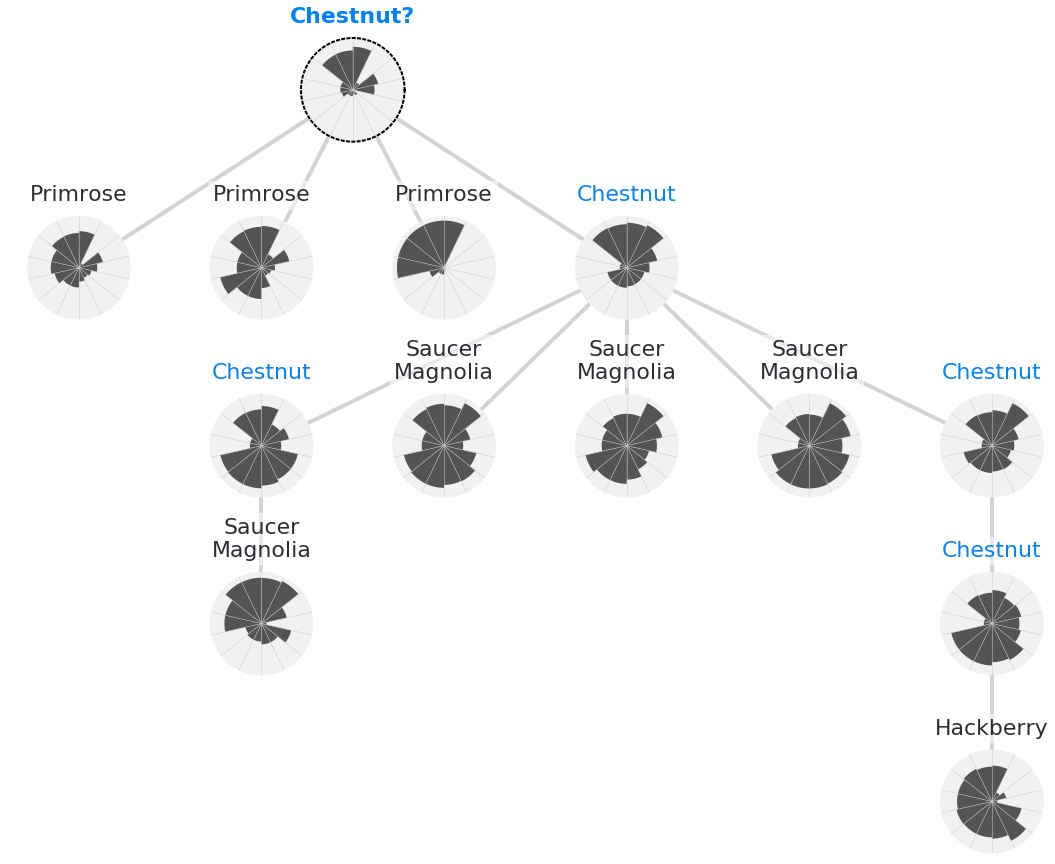 Chestnut?
Primrose
Primrose
Primrose
Chestnut
Chestnut
Saucer
Magnolia
Saucer
Magnolia
Saucer
Magnolia
Chestnut
Saucer
Magnolia
Chestnut
Hackberry